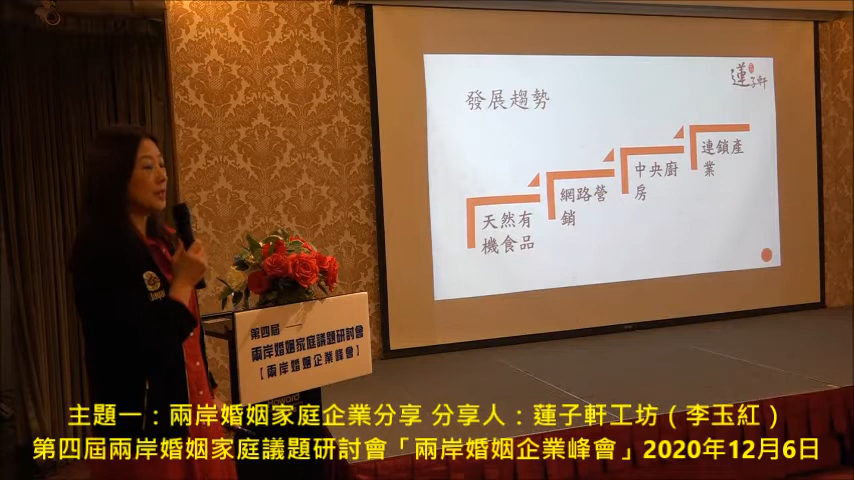 蓮子軒
發展趨勢
天然有
機食品
網路營
銷
中央廚
房
連鎖產
業
第四屆
兩岸婚姻家庭議題研討會
【兩岸婚姻企業峰會】
Howard
主題一：兩岸婚姻家庭企業分享 分享人：蓮子軒工坊（李玉紅）
第四屆兩岸婚姻家庭議題研討會「兩岸婚姻企業峰會」2020年12月6日